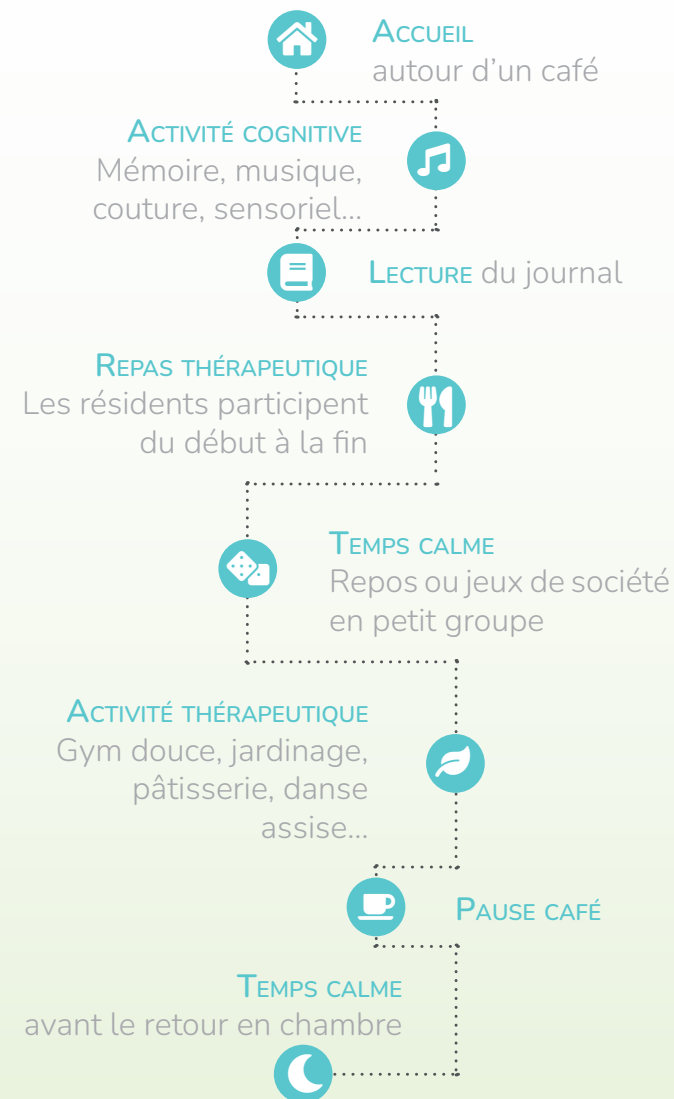 Accueil
autour d’un café
Activité cognitive
Mémoire, musique,
couture, sensoriel...
Lecture du journal
Repas thérapeutique
Les résidents participent
du début à la fin
Temps calme
Repos ou jeux de société
en petit groupe
Activité thérapeutique
Gym douce, jardinage,
pâtisserie, danse
assise...
Pause café
Temps calme
avant le retour en chambre